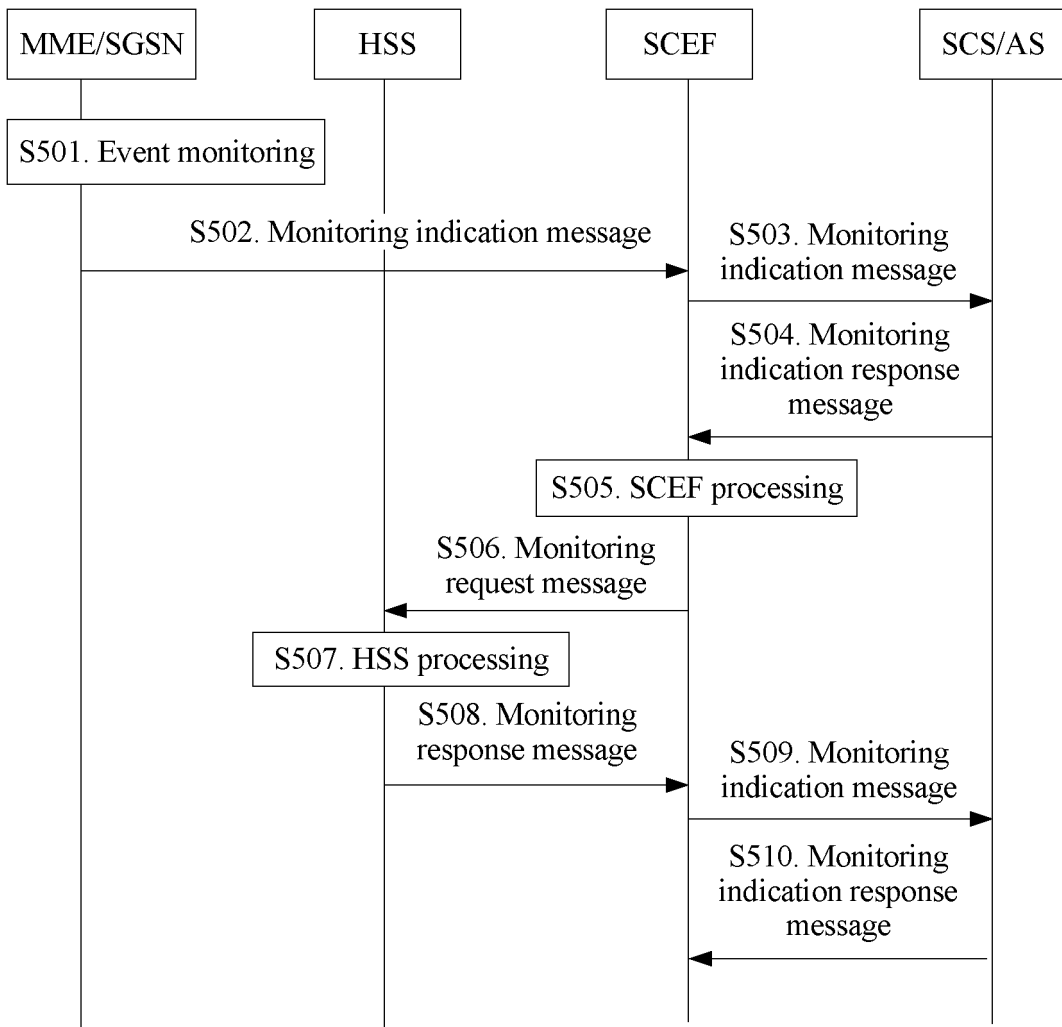 MME/SGSN
HSS
SCEF
SCS/AS
S501. Event monitoring
S502. Monitoring indication message
S503. Monitoring
indication message
S504. Monitoring
indication response
message
S505. SCEF processing
S506. Monitoring
request message
S507. HSS processing
S508. Monitoring
response message
S509. Monitoring
indication message
S510. Monitoring
indication response
message